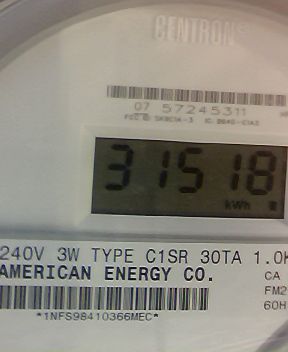 CENTRON®
07 57245311
31518
kWh
240V 3W TYPE C1SR 30TA 1.0K
AMERICAN ENERGY CO.
CA
FM2
60H
*1NFS98410366MEC*